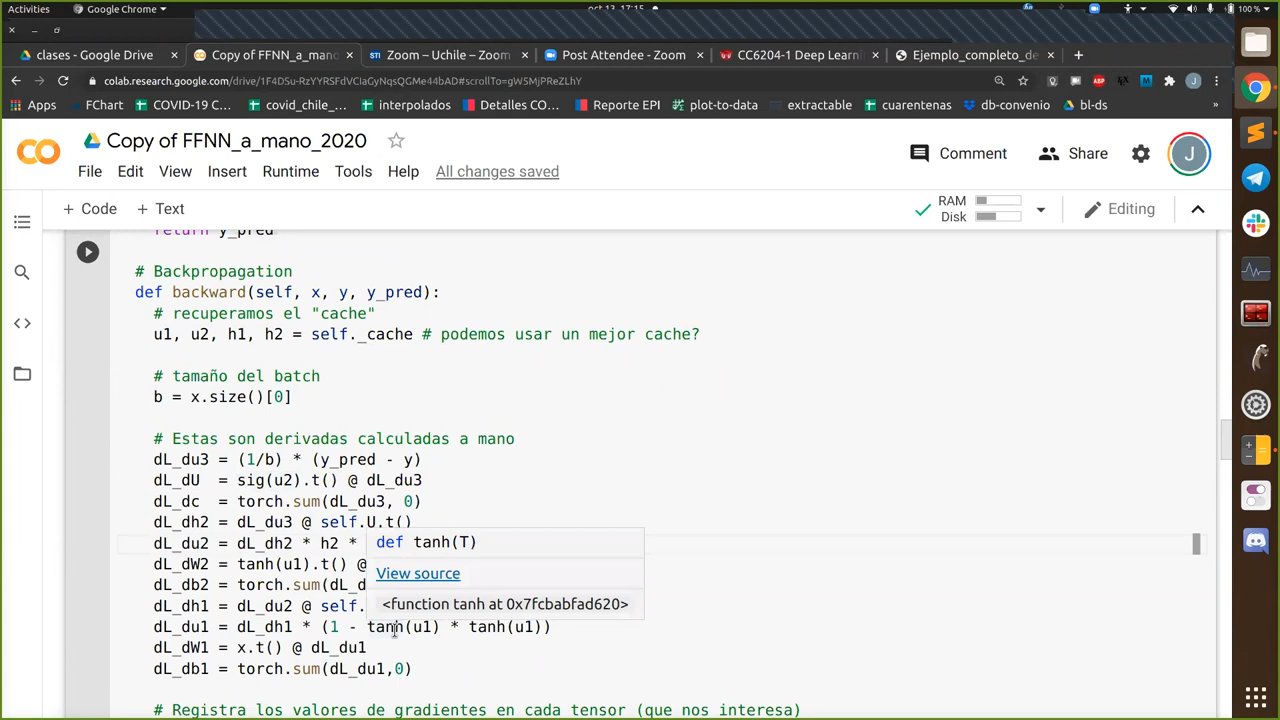 Activities Google Chrome oct 13, 17:15 100 %
clases - Google Drive × Copy of FFNN_a_mano_ × STI Zoom – Uchile – Zoom × Post Attendee - Zoom × CC6204-1 Deep Learni × Ejemplo_completo_de × +
colab.research.google.com/drive/1F4DSu-RzYYRSFdVCIaGyNqsQGMe44bAD#scrollTo=gW5MjPReZLhY
Apps FChart COVID-19 C... covid_chile_... interpolados Detalles CO... Reporte EPI plot-to-data extractable cuarentenas db-convenio bl-ds »
CO Copy of FFNN_a_mano_2020
Comment Share J
File Edit View Insert Runtime Tools Help All changes saved
+ Code + Text RAM Disk Editing
return y_pred
# Backpropagation
def backward(self, x, y, y_pred):
# recuperamos el "cache"
u1, u2, h1, h2 = self._cache # podemos usar un mejor cache?
# tamaño del batch
b = x.size()[0]
# Estas son derivadas calculadas a mano
dL_du3 = (1/b) * (y_pred - y)
dL_dU = sig(u2).t() @ dL_du3
dL_dc = torch.sum(dL_du3, 0)
dL_dh2 = dL_du3 @ self.U.t()
dL_du2 = dL_dh2 * h2 *
def tanh(T)
dL_dW2 = tanh(u1).t() @
View source
dL_db2 = torch.sum(dL_d
dL_dh1 = dL_du2 @ self.
<function tanh at 0x7fcbabfad620>
dL_du1 = dL_dh1 * (1 - tanh(u1) * tanh(u1))
dL_dW1 = x.t() @ dL_du1
dL_db1 = torch.sum(dL_du1,0)
# Registra los valores de gradientes en cada tensor (que nos interesa)